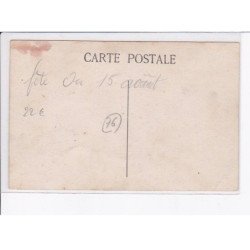 CARTE POSTALE
fête du 15 août
22 €
76